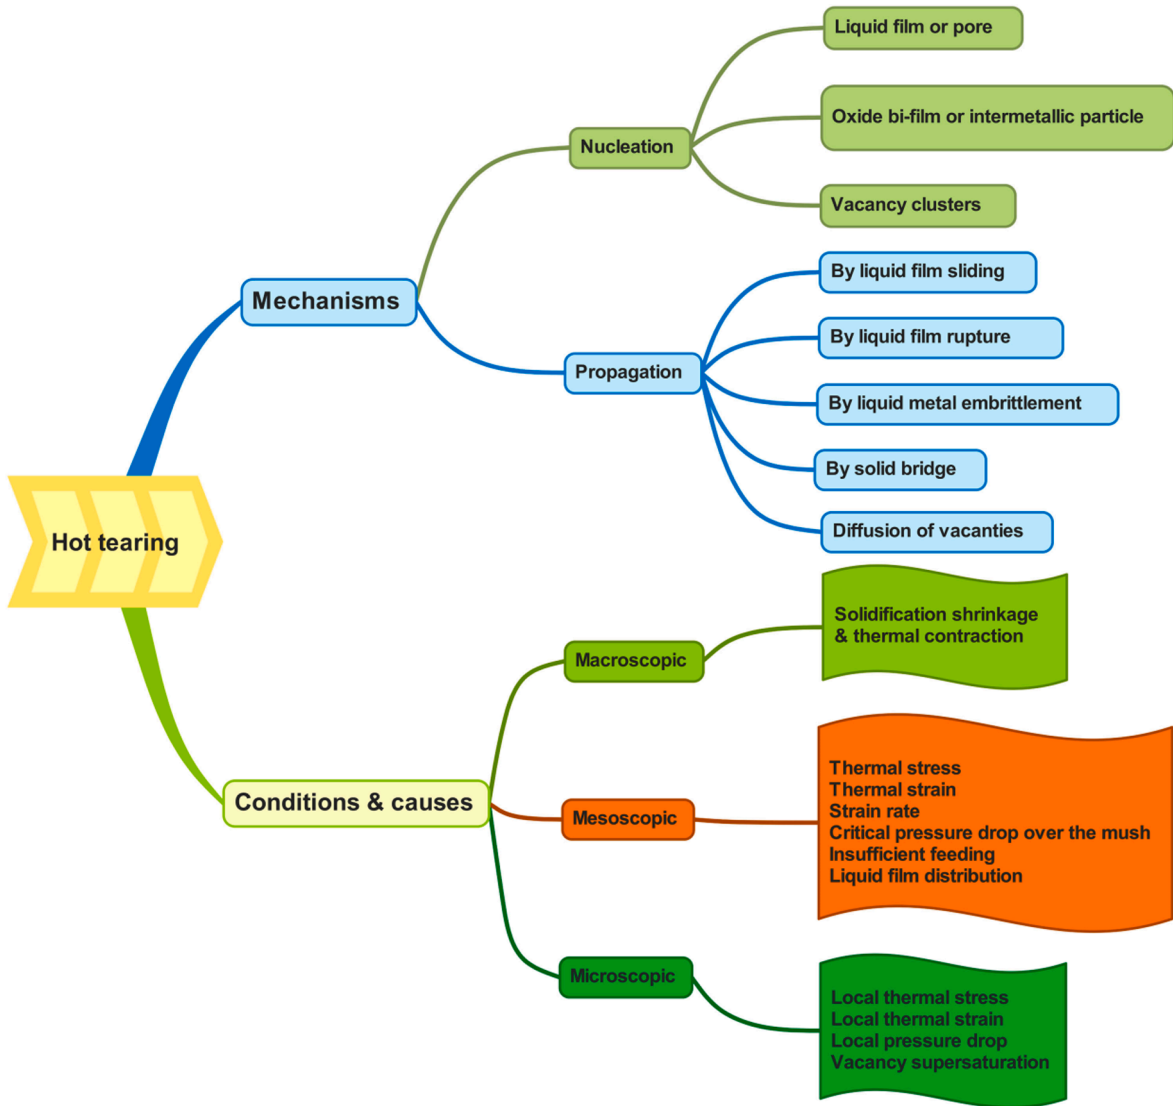 Hot tearing
Mechanisms
Nucleation
Liquid film or pore
Oxide bi-film or intermetallic particle
Vacancy clusters
Propagation
By liquid film sliding
By liquid film rupture
By liquid metal embrittlement
By solid bridge
Diffusion of vacanties
Conditions & causes
Macroscopic
Solidification shrinkage
& thermal contraction
Mesoscopic
Thermal stress
Thermal strain
Strain rate
Critical pressure drop over the mush
Insufficient feeding
Liquid film distribution
Microscopic
Local thermal stress
Local thermal strain
Local pressure drop
Vacancy supersaturation